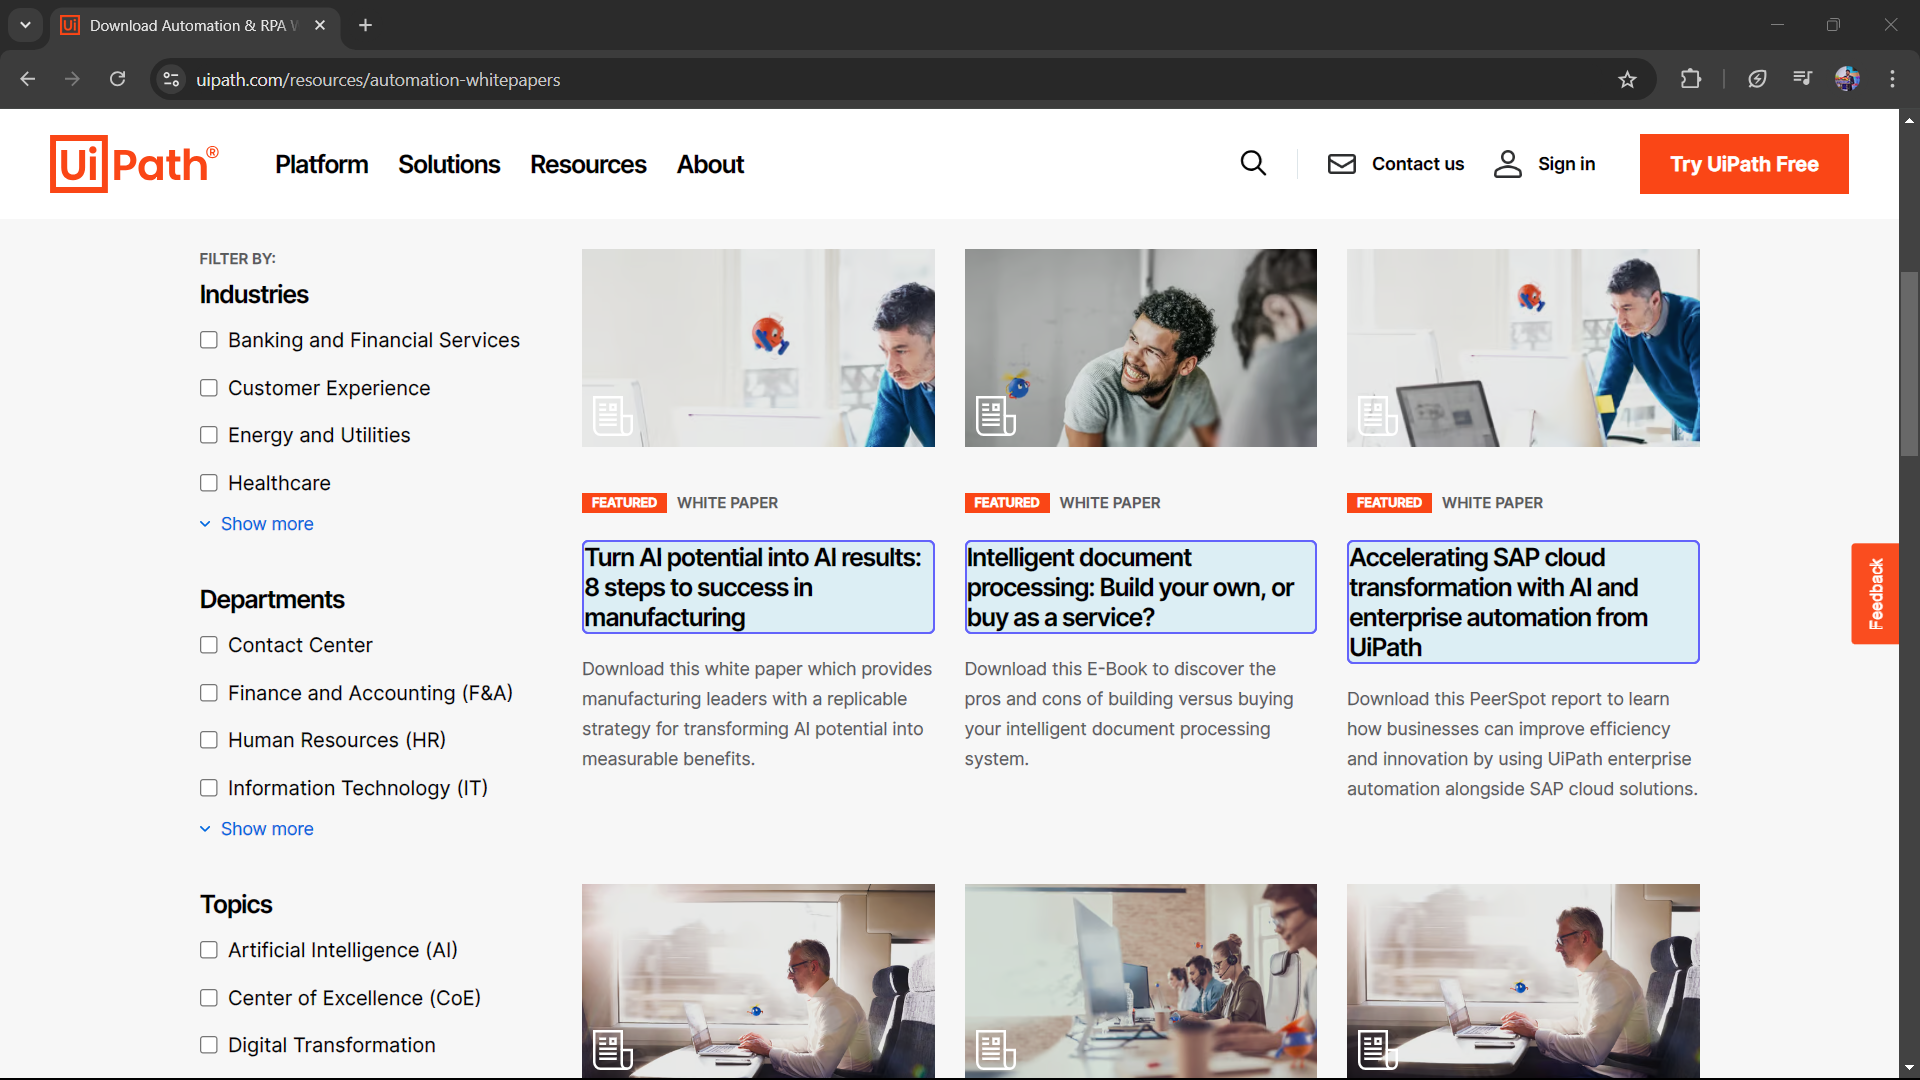 Download Automation & RPA W
uipath.com/resources/automation-whitepapers
UiPath®
Platform
Solutions
Resources
About
Contact us
Sign in
Try UiPath Free
FILTER BY:
Industries
Banking and Financial Services
Customer Experience
Energy and Utilities
Healthcare
Show more
Departments
Contact Center
Finance and Accounting (F&A)
Human Resources (HR)
Information Technology (IT)
Show more
Topics
Artificial Intelligence (AI)
Center of Excellence (CoE)
Digital Transformation
FEATURED WHITE PAPER
Turn AI potential into AI results:
8 steps to success in
manufacturing
Download this white paper which provides
manufacturing leaders with a replicable
strategy for transforming AI potential into
measurable benefits.
FEATURED WHITE PAPER
Intelligent document
processing: Build your own, or
buy as a service?
Download this E-Book to discover the
pros and cons of building versus buying
your intelligent document processing
system.
FEATURED WHITE PAPER
Accelerating SAP cloud
transformation with AI and
enterprise automation from
UiPath
Download this PeerSpot report to learn
how businesses can improve efficiency
and innovation by using UiPath enterprise
automation alongside SAP cloud solutions.
Feedback